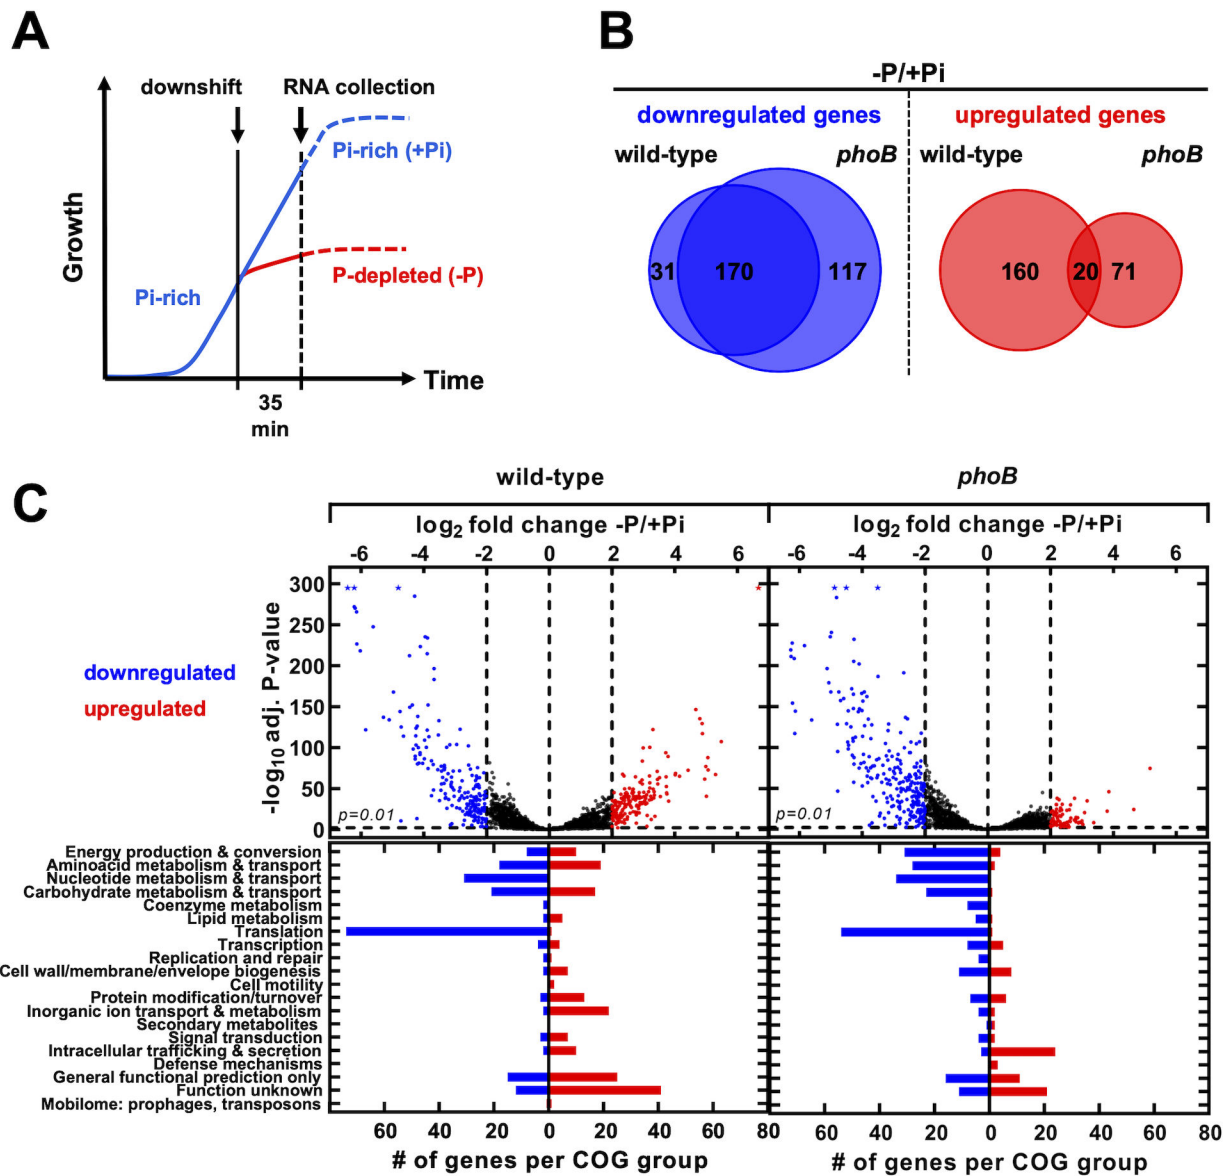 A
downshift
RNA collection
Pi-rich (+Pi)
P-depleted (-P)
Pi-rich
Growth
Time
35
min
B
-P/+Pi
downregulated genes
upregulated genes
wild-type
phoB
wild-type
phoB
31
170
117
160
20
71
C
wild-type
phoB
log2 fold change -P/+Pi
log2 fold change -P/+Pi
-6 -4 -2 0 2 4 6
-6 -4 -2 0 2 4 6
downregulated
upregulated
-log10 adj. P-value
300
250
200
150
100
50
0
p=0.01
p=0.01
Energy production & conversion
Aminoacid metabolism & transport
Nucleotide metabolism & transport
Carbohydrate metabolism & transport
Coenzyme metabolism
Lipid metabolism
Translation
Transcription
Replication and repair
Cell wall/membrane/envelope biogenesis
Cell motility
Protein modification/turnover
Inorganic ion transport & metabolism
Secondary metabolites
Signal transduction
Intracellular trafficking & secretion
Defense mechanisms
General functional prediction only
Function unknown
Mobilome: prophages, transposons
60 40 20 0 20 40 60 80 60 40 20 0 20 40 60 80
# of genes per COG group
# of genes per COG group